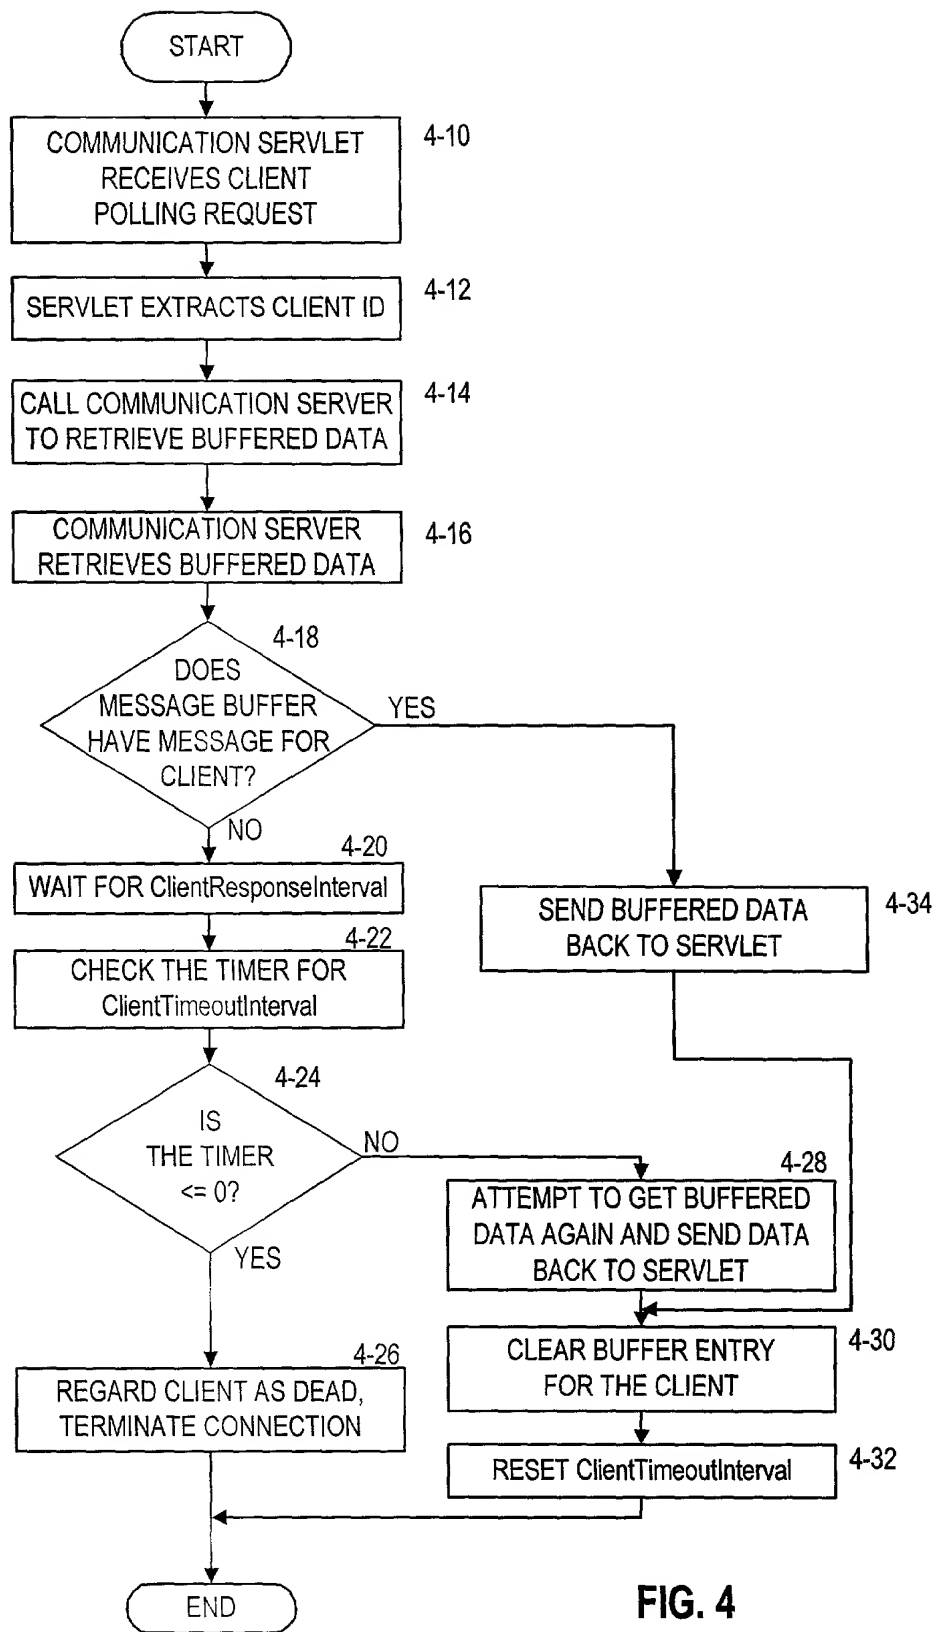 START
COMMUNICATION SERVLET
RECEIVES CLIENT
POLLING REQUEST
4-10
SERVLET EXTRACTS CLIENT ID
4-12
CALL COMMUNICATION SERVER
TO RETRIEVE BUFFERED DATA
4-14
COMMUNICATION SERVER
RETRIEVES BUFFERED DATA
4-16
4-18
DOES
MESSAGE BUFFER
HAVE MESSAGE FOR
CLIENT?
YES
NO
4-20
WAIT FOR ClientResponseInterval
4-34
SEND BUFFERED DATA
BACK TO SERVLET
4-22
CHECK THE TIMER FOR
ClientTimeoutInterval
4-24
IS
THE TIMER
<= 0?
NO
YES
4-28
ATTEMPT TO GET BUFFERED
DATA AGAIN AND SEND DATA
BACK TO SERVLET
4-30
CLEAR BUFFER ENTRY
FOR THE CLIENT
4-26
REGARD CLIENT AS DEAD,
TERMINATE CONNECTION
RESET ClientTimeoutInterval
4-32
END
FIG. 4